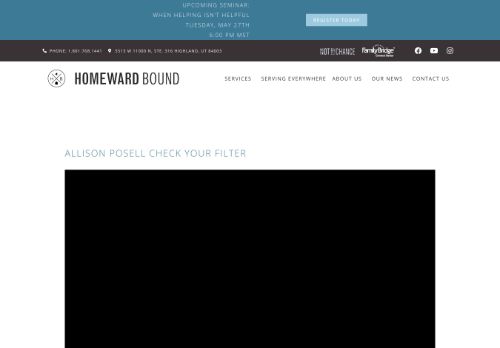 UPCOMING SEMINAR:
WHEN HELPING ISN'T HELPFUL
TUESDAY, MAY 27TH
6:00 PM MST
REGISTER TODAY
PHONE: 1.801.768.1441
5513 W 11000 N, STE. 316 HIGHLAND, UT 84003
NOT BY CHANCE
FamilyBridge
HOMEWARD BOUND
SERVICES
SERVING EVERYWHERE
ABOUT US
OUR NEWS
CONTACT US
ALLISON POSELL CHECK YOUR FILTER